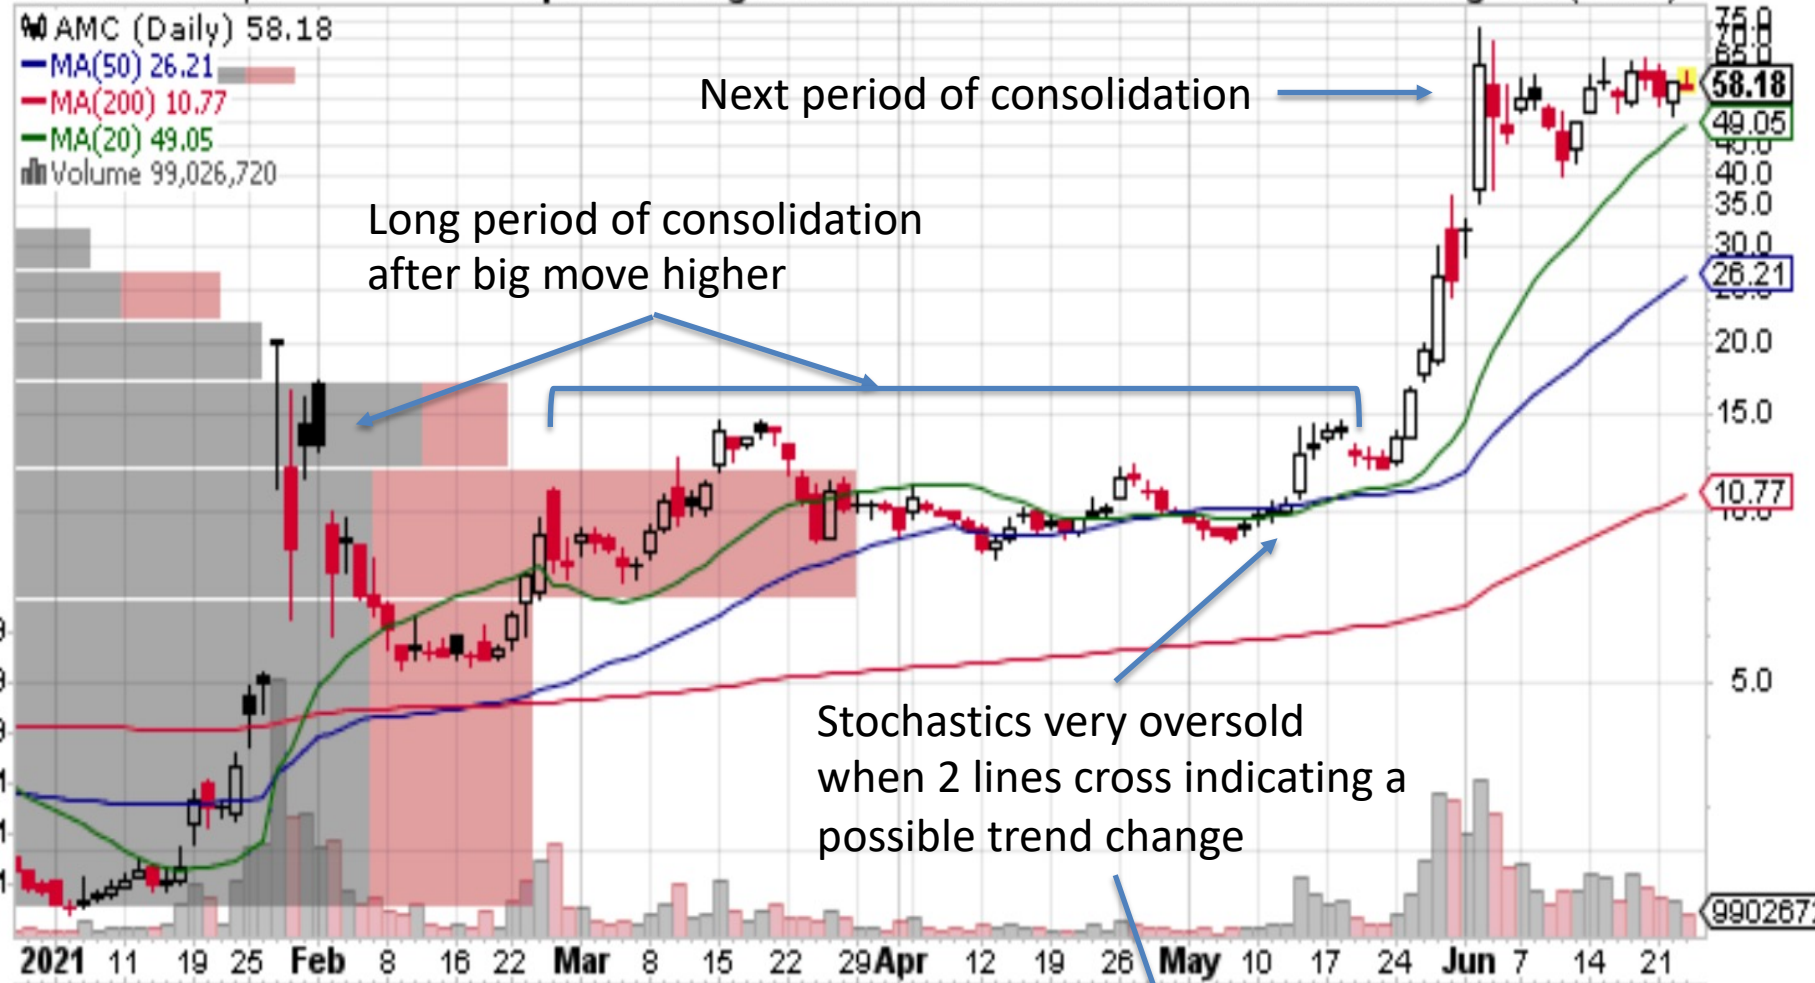 AMC (Daily) 58.18
MA(50) 26.21
MA(200) 10.77
MA(20) 49.05
Volume 99,026,720
Next period of consolidation
Long period of consolidation
after big move higher
Stochastics very oversold
when 2 lines cross indicating a
possible trend change
75.0
58.18
49.05
40.0
35.0
30.0
26.21
20.0
15.0
10.77
5.0
9902672
2021 11 19 25 Feb 8 16 22 Mar 8 15 22 29 Apr 12 19 26 May 10 17 24 Jun 7 14 21